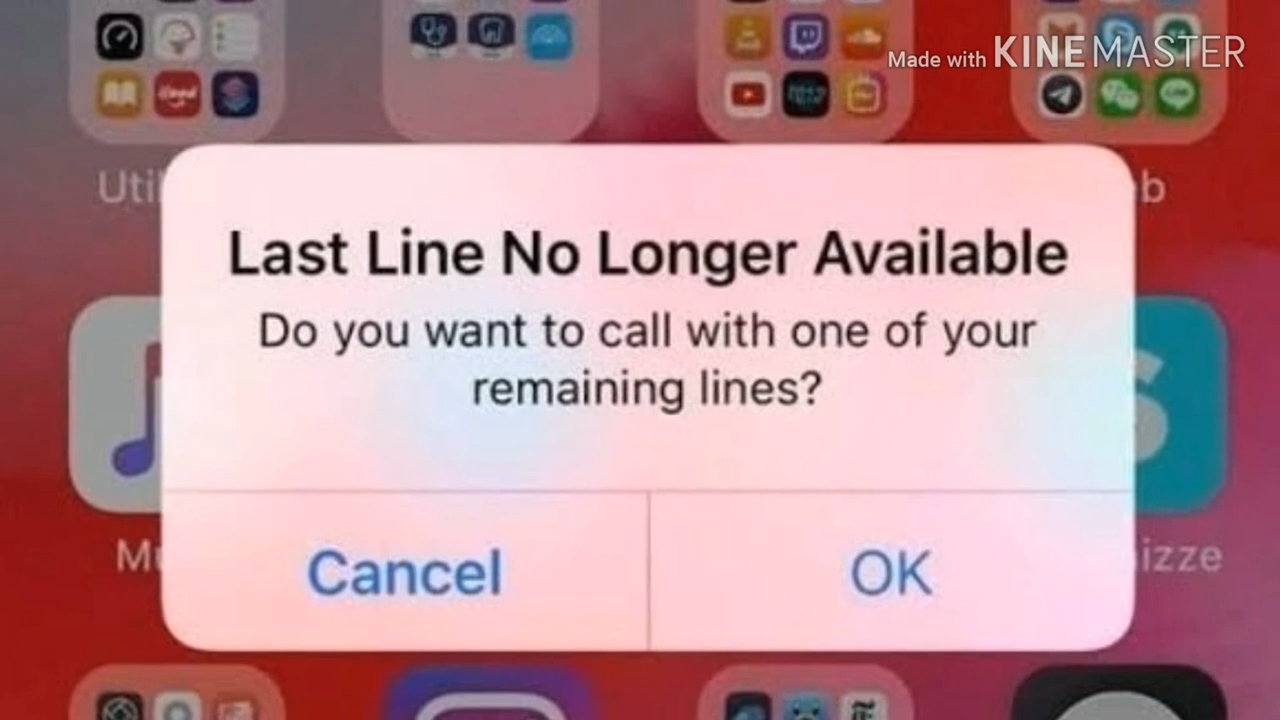 Made with KINEMASTER
Last Line No Longer Available
Do you want to call with one of your
remaining lines?
Cancel
OK